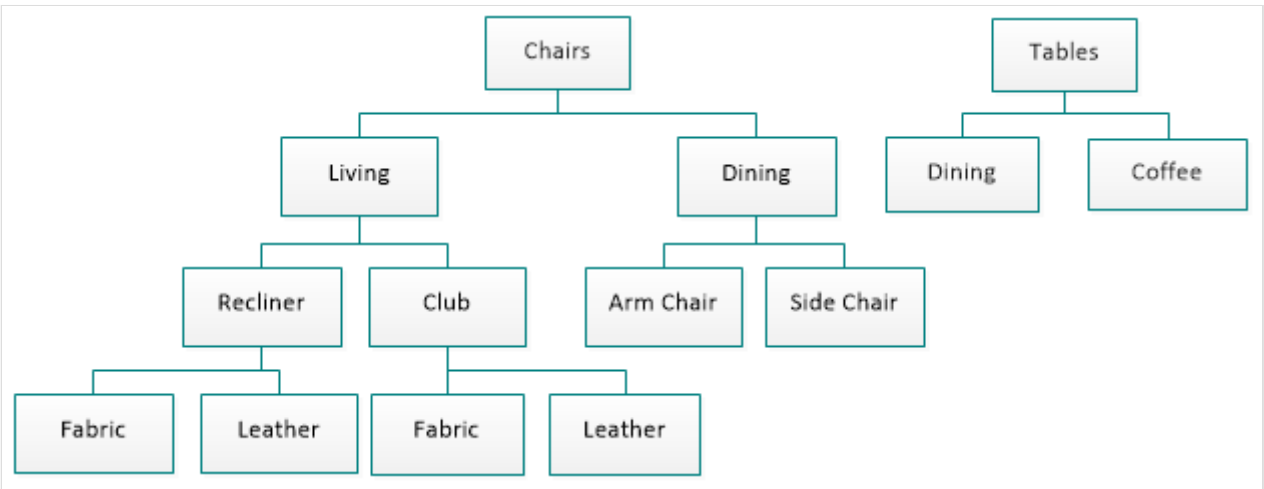 Chairs
Tables
Living
Dining
Dining
Coffee
Recliner
Club
Arm Chair
Side Chair
Fabric
Leather
Fabric
Leather